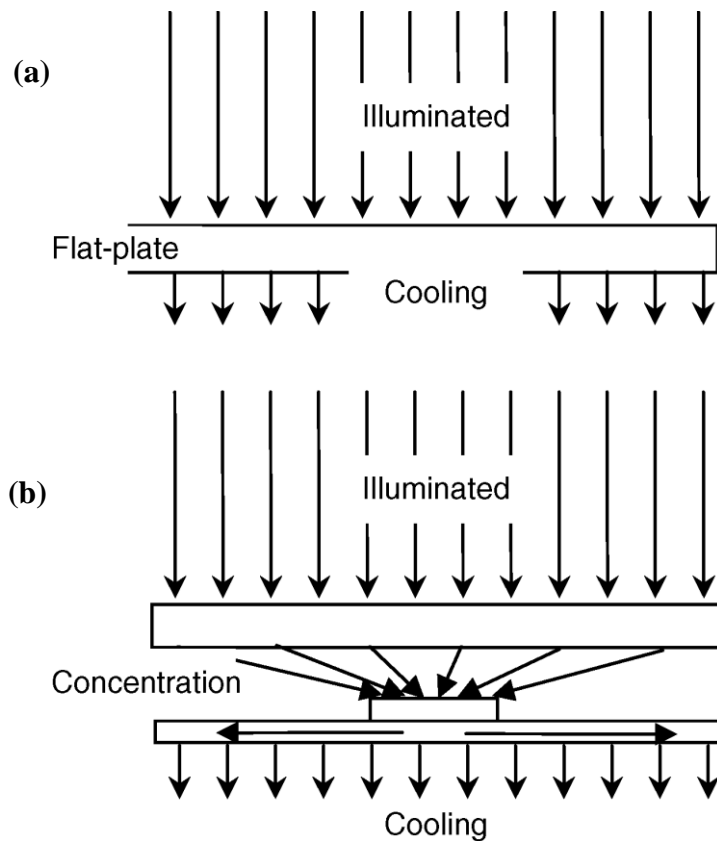 (a)
Illuminated
Flat-plate
Cooling
(b)
Illuminated
Concentration
Cooling